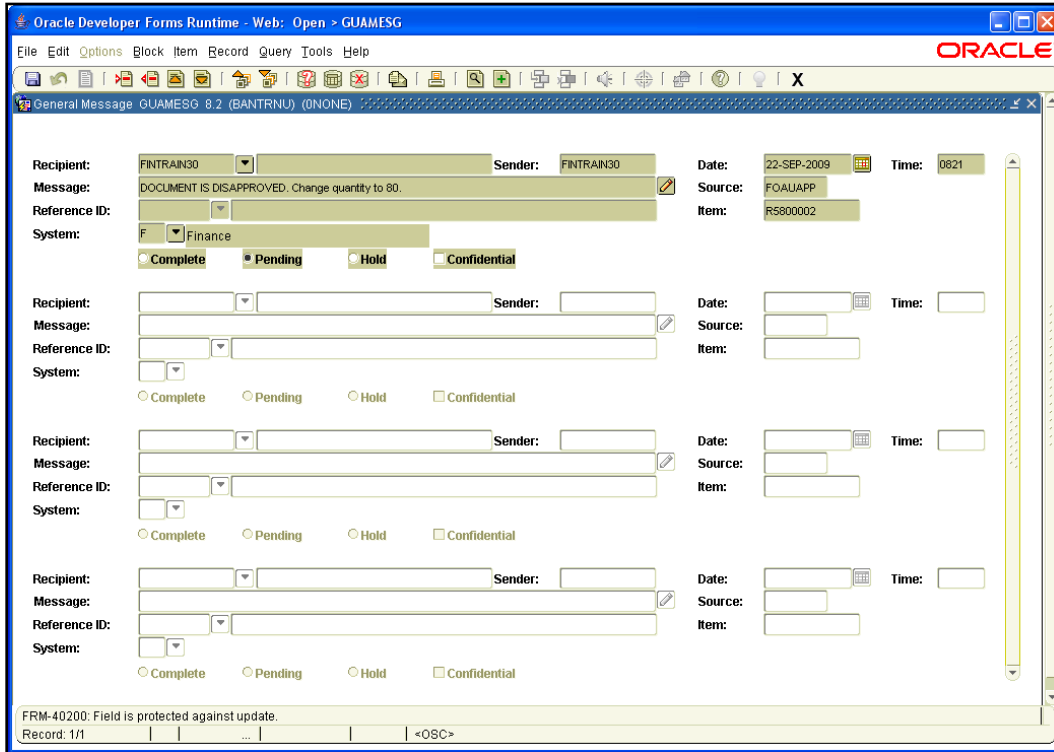 Oracle Developer Forms Runtime - Web: Open > GUAMESG
File Edit Options Block Item Record Query Tools Help
ORACLE
X
General Message GUAMESG 8.2 (BANTRNU) (0NONE)
Recipient: FINTRAIN30 Sender: FINTRAIN30 Date: 22-SEP-2009 Time: 0821
Message: DOCUMENT IS DISAPPROVED. Change quantity to 80. Source: FOAUAPP
Reference ID: Item: R5800002
System: F Finance
Complete Pending Hold Confidential
Recipient: Sender: Date: Time:
Message: Source:
Reference ID: Item:
System:
Complete Pending Hold Confidential
Recipient: Sender: Date: Time:
Message: Source:
Reference ID: Item:
System:
Complete Pending Hold Confidential
Recipient: Sender: Date: Time:
Message: Source:
Reference ID: Item:
System:
Complete Pending Hold Confidential
FRM-40200: Field is protected against update.
Record: 1/1 ... <OSC>